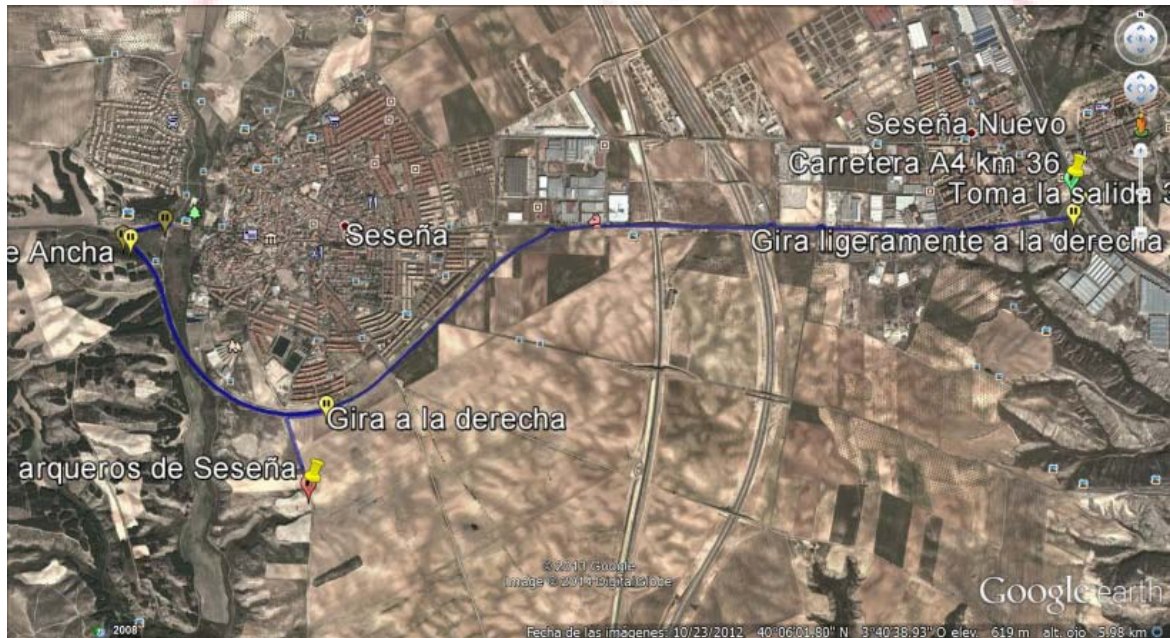 Seseña Nuevo
Carretera A4 km 36
Toma la salida 3
Seseña
Gira ligeramente a la derecha
e Ancha
Gira a la derecha
arqueros de Seseña
© 2013 Google
Image © 2014 DigitalGlobe
Google earth
2008
Fecha de las imágenes: 10/23/2012 40°06'01.80" N 3°40'38.93" O elev. 619 m alt. ojo 5.98 km